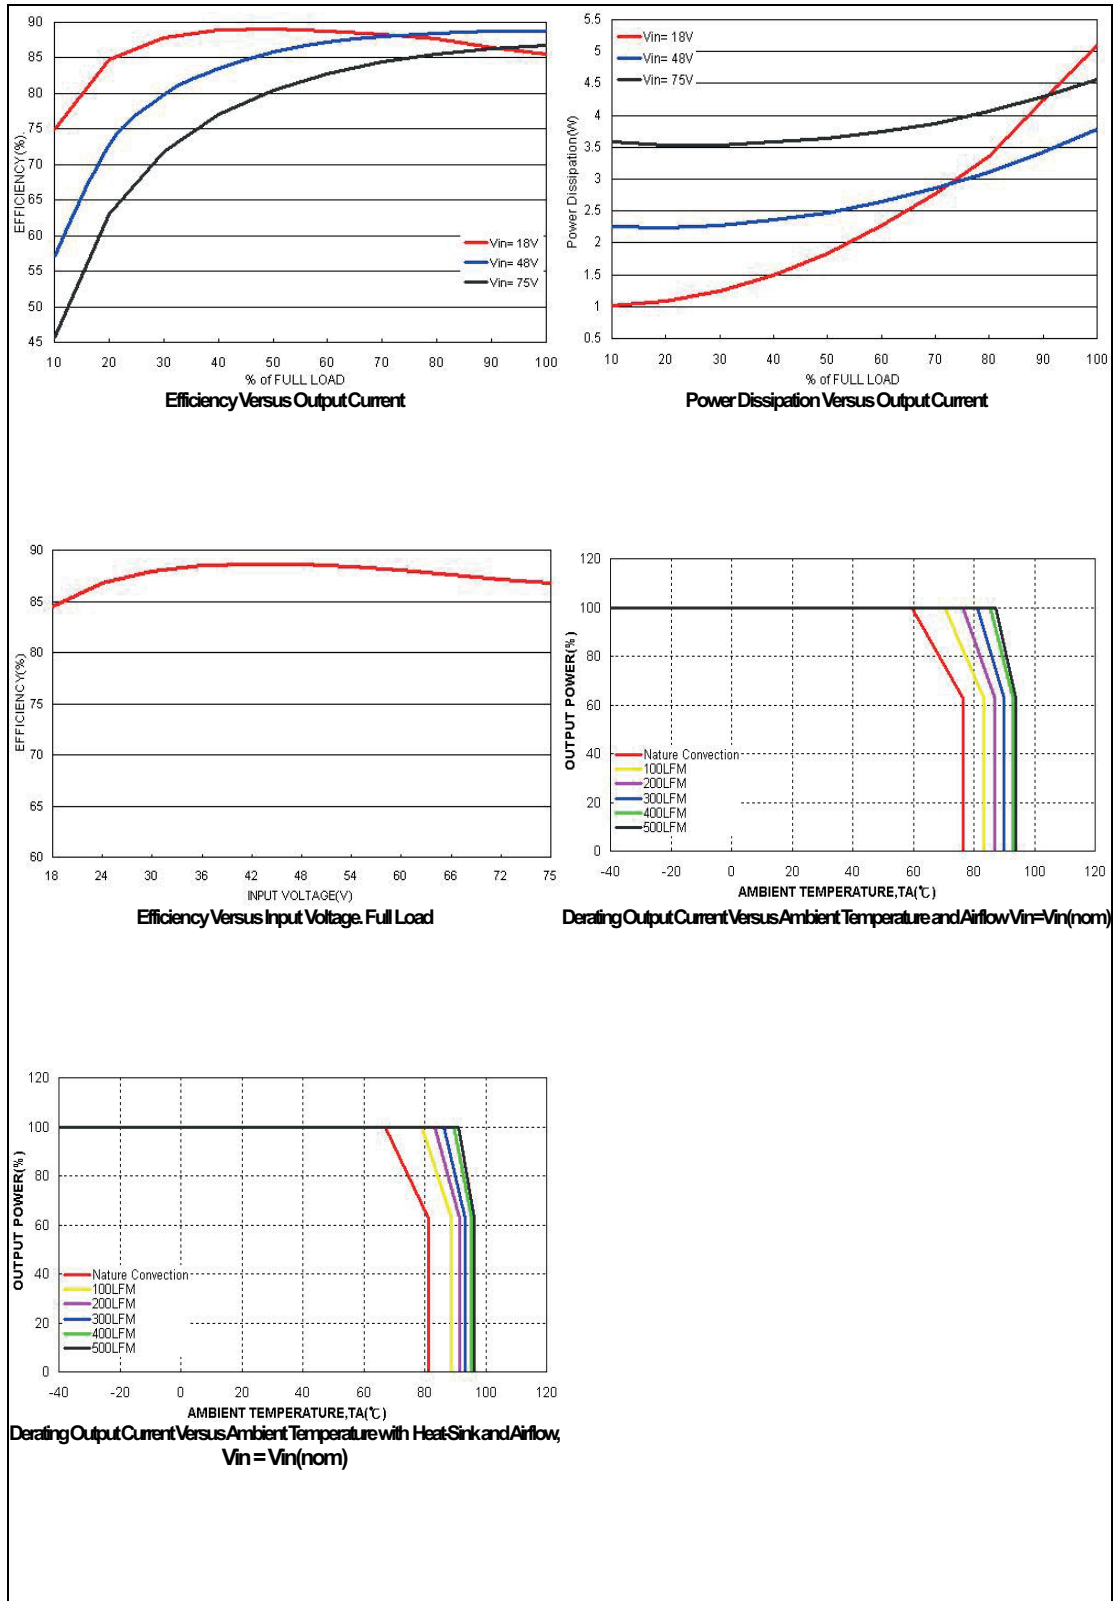 90
85
80
75
70
65
60
55
50
45
EFFICIENCY(%).
Vin= 18V
Vin= 48V
Vin= 75V
10 20 30 40 50 60 70 80 90 100
% of FULL LOAD
Efficiency Versus Output Current
5.5
5
4.5
4
3.5
3
2.5
2
1.5
1
0.5
Power Dissipation(W)
Vin= 18V
Vin= 48V
Vin= 75V
10 20 30 40 50 60 70 80 90 100
% of FULL LOAD
Power Dissipation Versus Output Current
90
85
80
75
70
65
60
EFFICIENCY(%)
18 24 30 36 42 48 54 60 66 72 75
INPUT VOLTAGE(V)
Efficiency Versus Input Voltage. Full Load
120
100
80
60
40
20
0
OUTPUT POWER(%)
Nature Convection
100LFM
200LFM
300LFM
400LFM
500LFM
-40 -20 0 20 40 60 80 100 120
AMBIENT TEMPERATURE,TA(℃)
Derating Output Current Versus Ambient Temperature and Airflow Vin=Vin(nom)
120
100
80
60
40
20
0
OUTPUT POWER(%)
Nature Convection
100LFM
200LFM
300LFM
400LFM
500LFM
-40 -20 0 20 40 60 80 100 120
AMBIENT TEMPERATURE,TA(℃)
Derating Output Current Versus Ambient Temperature with Heat-Sink and Airflow,
Vin = Vin(nom)